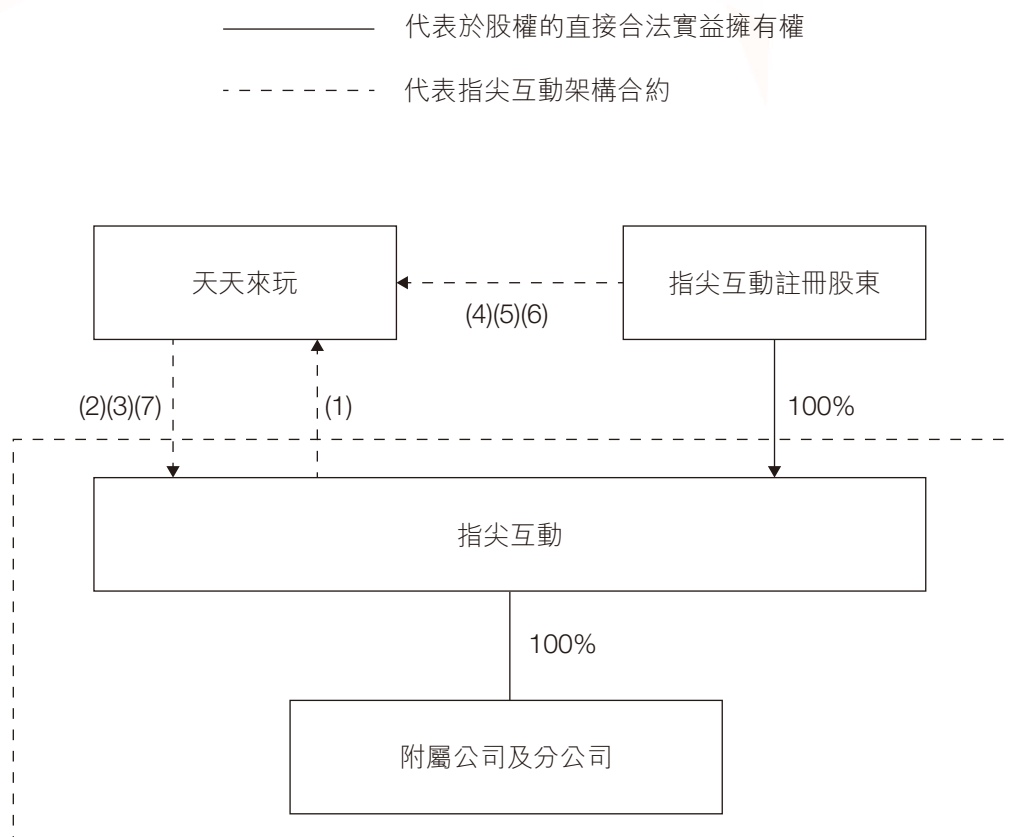 代表於股權的直接合法實益擁有權
代表指尖互動架構合約
天天來玩
指尖互動註冊股東
(4)(5)(6)
(2)(3)(7)
(1)
100%
指尖互動
100%
附屬公司及分公司